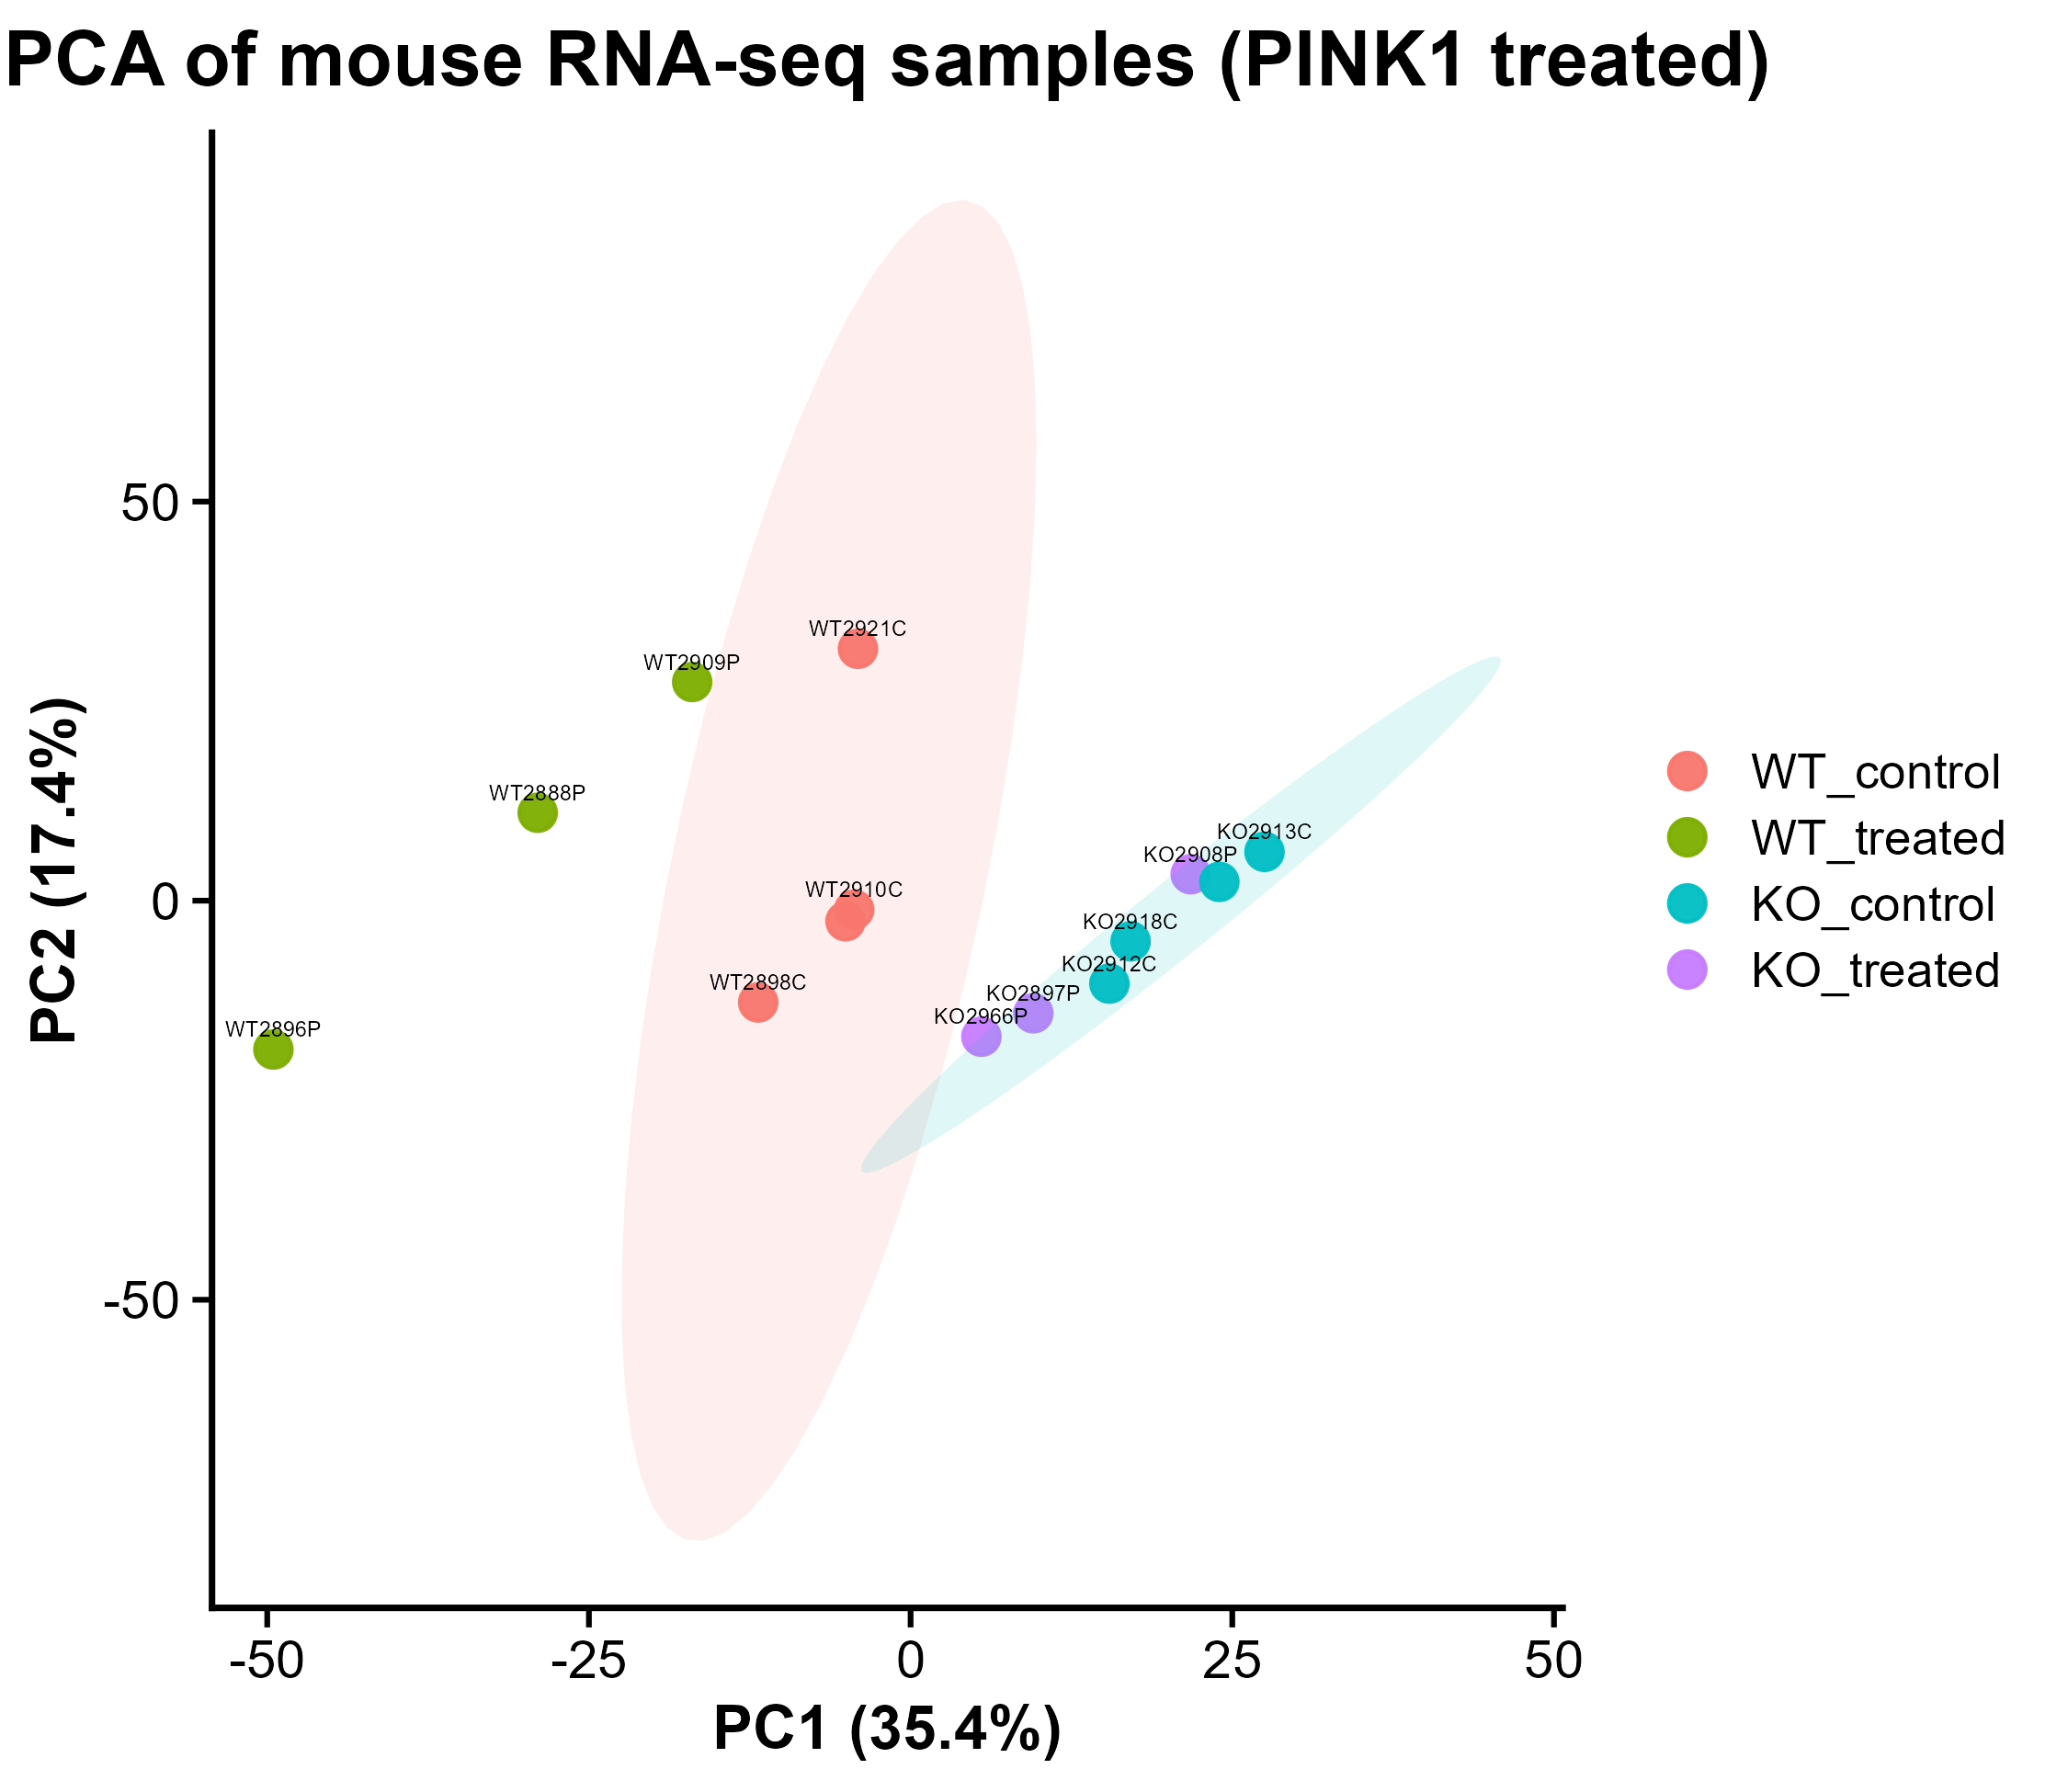 PCA of mouse RNA-seq samples (PINK1 treated)
PC2 (17.4%)
50
0
-50
WT2921C
WT2909P
WT2888P
WT2910C
WT2898C
WT2896P
KO2913C
KO2908P
KO2918C
KO2912C
KO2897P
KO2966P
WT_control
WT_treated
KO_control
KO_treated
-50
-25
0
25
50
PC1 (35.4%)